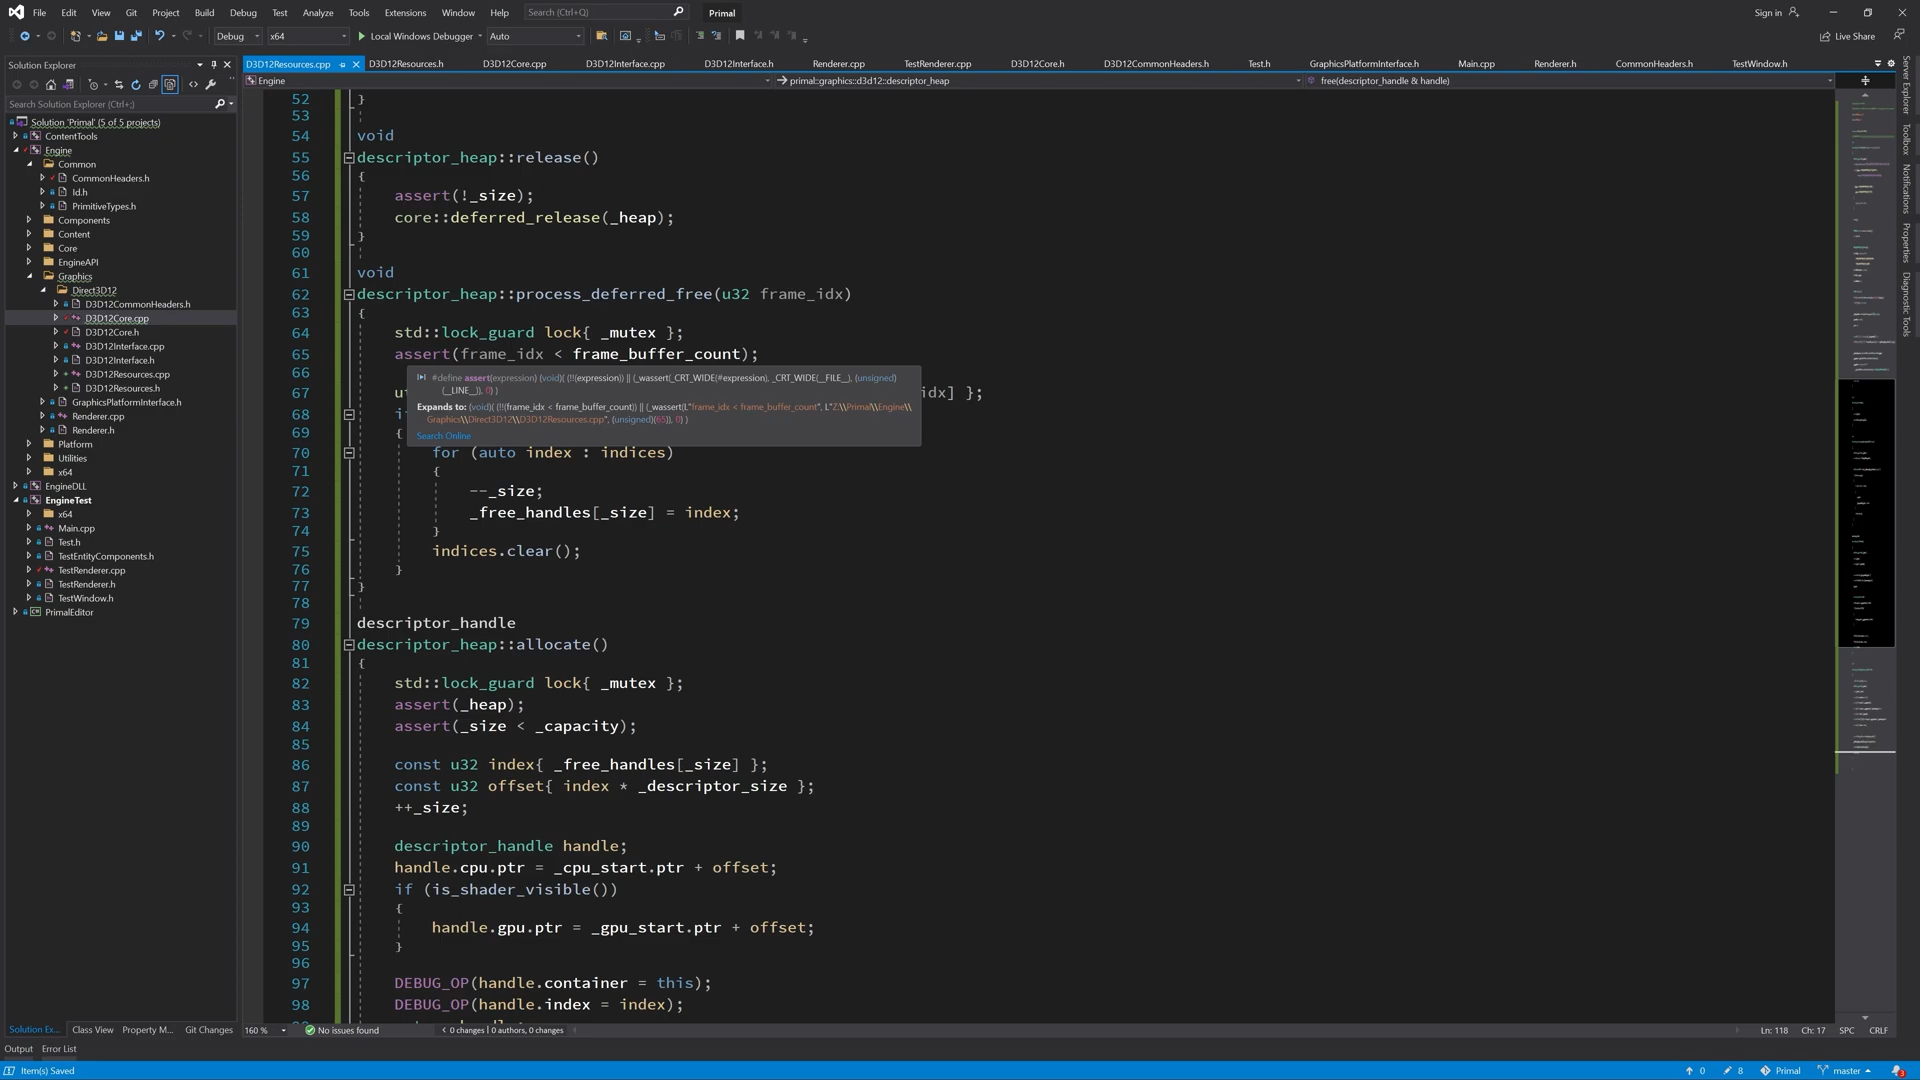 File Edit View Git Project Build Debug Test Analyze Tools Extensions Window Help Search (Ctrl+Q) Primal Sign in
Debug x64 Local Windows Debugger Auto Live Share
Solution Explorer
D3D12Resources.cpp D3D12Resources.h D3D12Core.cpp D3D12Interface.cpp D3D12Interface.h Renderer.cpp TestRenderer.cpp D3D12Core.h D3D12CommonHeaders.h Test.h GraphicsPlatformInterface.h Main.cpp Renderer.h CommonHeaders.h TestWindow.h
Engine primal::graphics::d3d12::descriptor_heap free(descriptor_handle & handle)
Search Solution Explorer (Ctrl+;)
Solution 'Primal' (5 of 5 projects)
ContentTools
Engine
Common
CommonHeaders.h
Id.h
PrimitiveTypes.h
Components
Content
Core
EngineAPI
Graphics
Direct3D12
D3D12CommonHeaders.h
D3D12Core.cpp
D3D12Core.h
D3D12Interface.cpp
D3D12Interface.h
D3D12Resources.cpp
D3D12Resources.h
GraphicsPlatformInterface.h
Renderer.cpp
Renderer.h
Platform
Utilities
x64
EngineDLL
EngineTest
x64
Main.cpp
Test.h
TestEntityComponents.h
TestRenderer.cpp
TestRenderer.h
TestWindow.h
PrimalEditor
52 }
53
54 void
55 descriptor_heap::release()
56 {
57 assert(!_size);
58 core::deferred_release(_heap);
59 }
60
61 void
62 descriptor_heap::process_deferred_free(u32 frame_idx)
63 {
64 std::lock_guard lock{ _mutex };
65 assert(frame_idx < frame_buffer_count);
66
#define assert(expression) (void)( (!!(expression)) || (_wassert(_CRT_WIDE(#expression), _CRT_WIDE(__FILE__), (unsigned)
(__LINE__)), 0) )
Expands to: (void)( (!!(frame_idx < frame_buffer_count)) || (_wassert(L"frame_idx < frame_buffer_count", L"Z:\\Primal\\Engine\\
Graphics\\Direct3D12\\D3D12Resources.cpp", (unsigned)(65)), 0) )
Search Online
67 idx] };
68
69 {
70 for (auto index : indices)
71 {
72 --_size;
73 _free_handles[_size] = index;
74 }
75 indices.clear();
76 }
77 }
78
79 descriptor_handle
80 descriptor_heap::allocate()
81 {
82 std::lock_guard lock{ _mutex };
83 assert(_heap);
84 assert(_size < _capacity);
85
86 const u32 index{ _free_handles[_size] };
87 const u32 offset{ index * _descriptor_size };
88 ++_size;
89
90 descriptor_handle handle;
91 handle.cpu.ptr = _cpu_start.ptr + offset;
92 if (is_shader_visible())
93 {
94 handle.gpu.ptr = _gpu_start.ptr + offset;
95 }
96
97 DEBUG_OP(handle.container = this);
98 DEBUG_OP(handle.index = index);
Server Explorer
Toolbox
Notifications
Properties
Diagnostic Tools
Solution Ex... Class View Property M... Git Changes 160 % No issues found 0 changes | 0 authors, 0 changes Ln: 118 Ch: 17 SPC CRLF
Output Error List
Item(s) Saved 0 8 Primal master